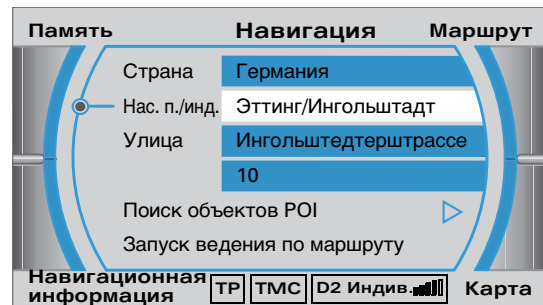 Память Навигация Маршрут
Страна Германия
Нас. п./инд. Эттинг/Ингольштадт
Улица Ингольштедтерштрассе
10
Поиск объектов POI
Запуск ведения по маршруту
Навигационная
информация TP TMC D2 Индив. Карта